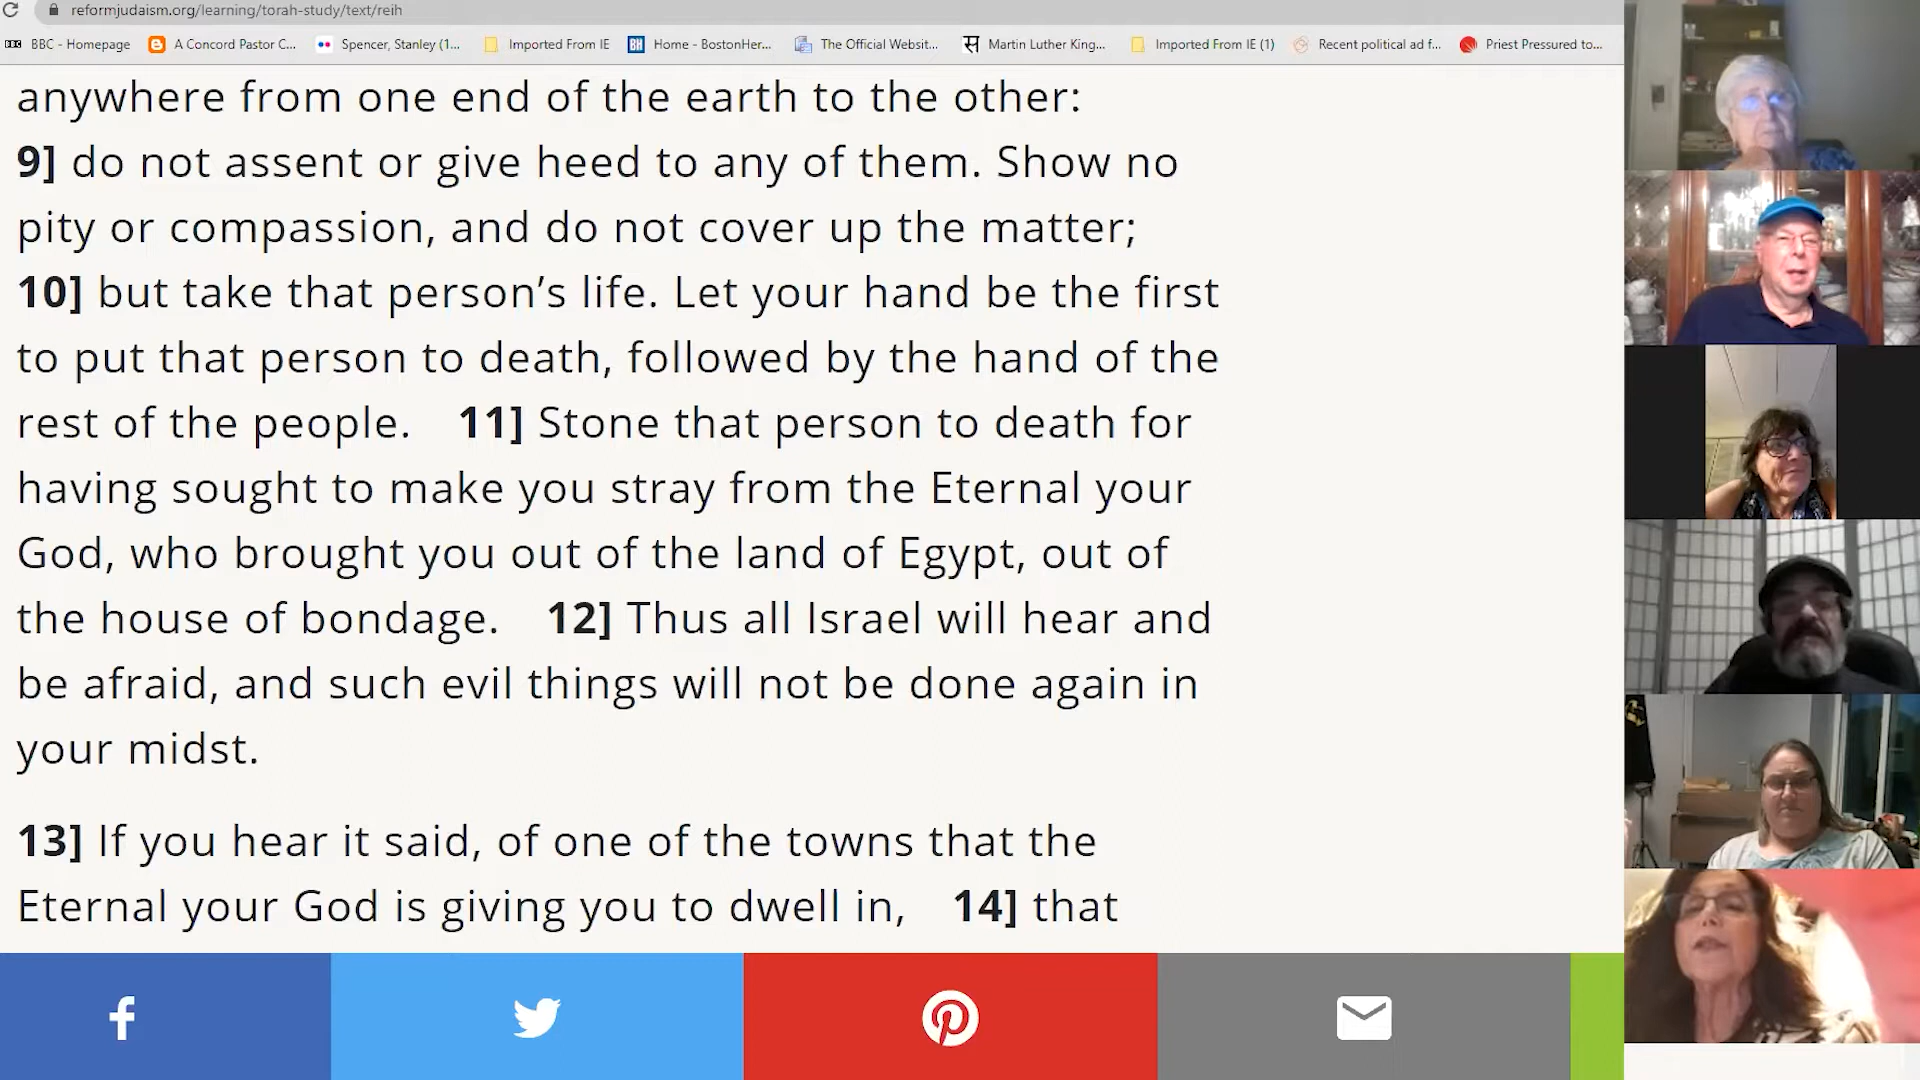 reformjudaism.org/learning/torah-study/text/reih
BBC BBC - Homepage A Concord Pastor C... Spencer, Stanley (1... Imported From IE BH Home - BostonHer... The Official Websit... Martin Luther King... Imported From IE (1) Recent political ad f... Priest Pressured to...
anywhere from one end of the earth to the other:
9] do not assent or give heed to any of them. Show no
pity or compassion, and do not cover up the matter;
10] but take that person’s life. Let your hand be the first
to put that person to death, followed by the hand of the
rest of the people. 11] Stone that person to death for
having sought to make you stray from the Eternal your
God, who brought you out of the land of Egypt, out of
the house of bondage. 12] Thus all Israel will hear and
be afraid, and such evil things will not be done again in
your midst.
13] If you hear it said, of one of the towns that the
Eternal your God is giving you to dwell in, 14] that